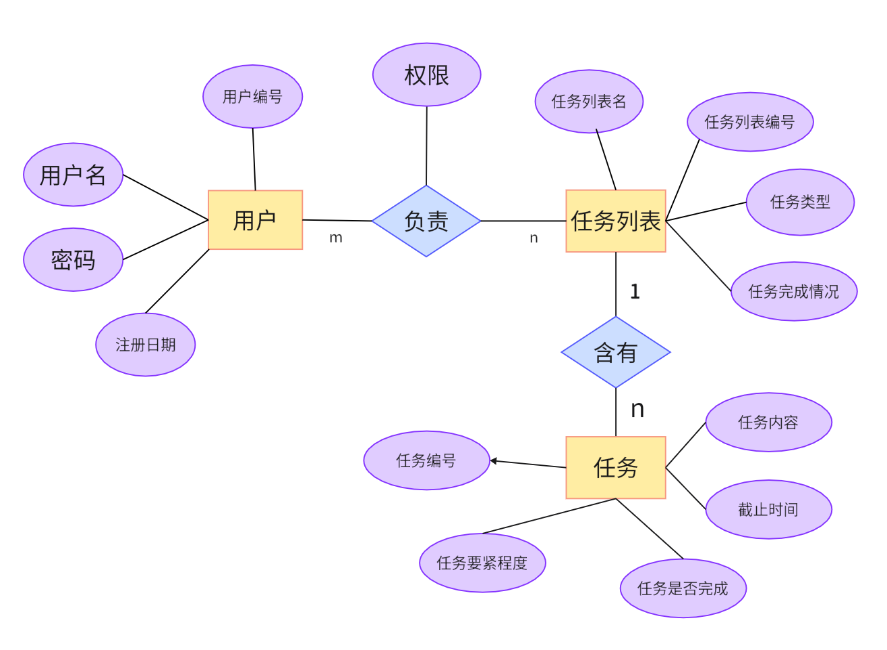 权限
用户编号
任务列表名
任务列表编号
用户名
任务类型
用户
m
负责
n
任务列表
密码
任务完成情况
1
注册日期
含有
n
任务内容
任务编号
任务
截止时间
任务要紧程度
任务是否完成